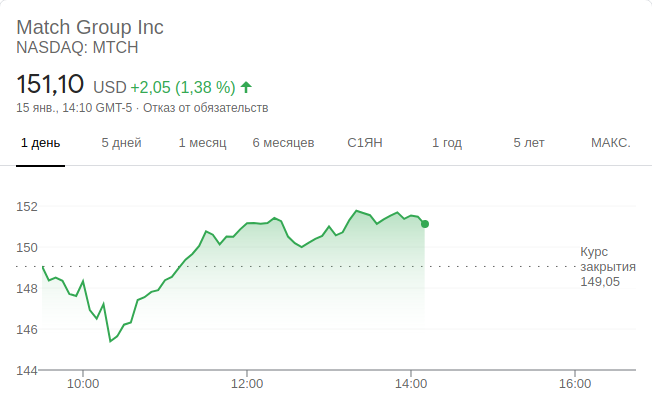 Match Group Inc
NASDAQ: MTCH
151,10 USD +2,05 (1,38 %)
15 янв., 14:10 GMT-5 · Отказ от обязательств
1 день 5 дней 1 месяц 6 месяцев С1ЯН 1 год 5 лет МАКС.
152
150
Курс
закрытия
149,05
148
146
144
10:00 12:00 14:00 16:00